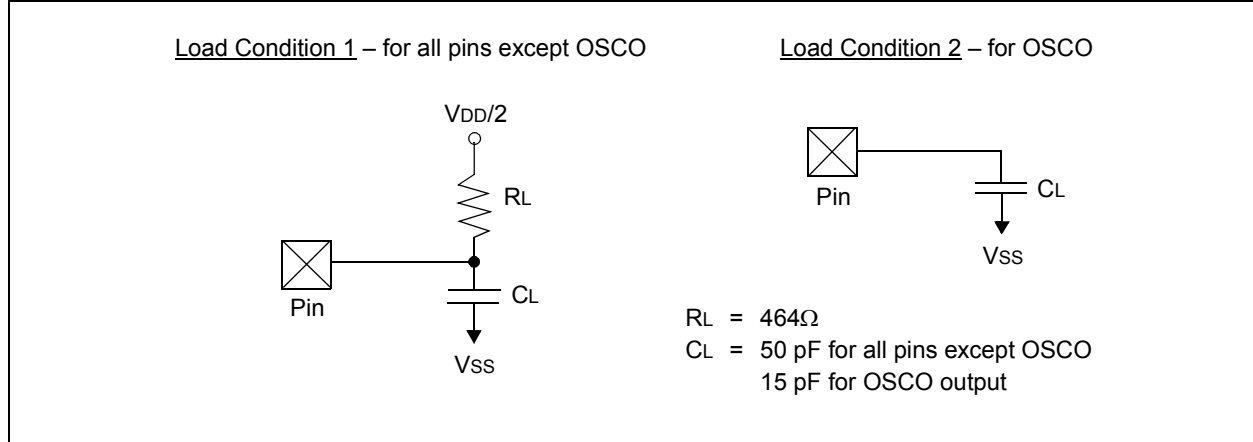 Load Condition 1 – for all pins except OSCO
VDD/2
RL
Pin
CL
VSS
Load Condition 2 – for OSCO
Pin
CL
VSS
RL = 464Ω
CL = 50 pF for all pins except OSCO
15 pF for OSCO output